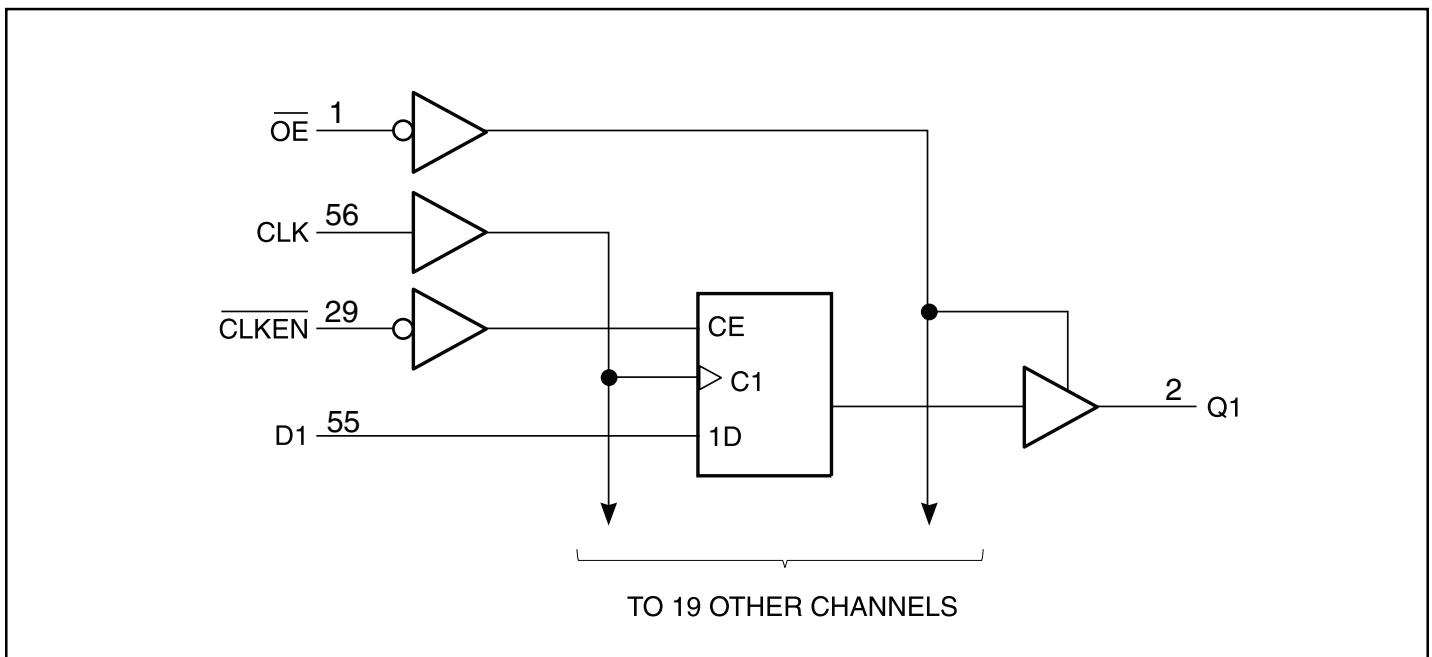 OE 1
CLK 56
CLKEN 29
D1 55
CE
C1
1D
2 Q1
TO 19 OTHER CHANNELS